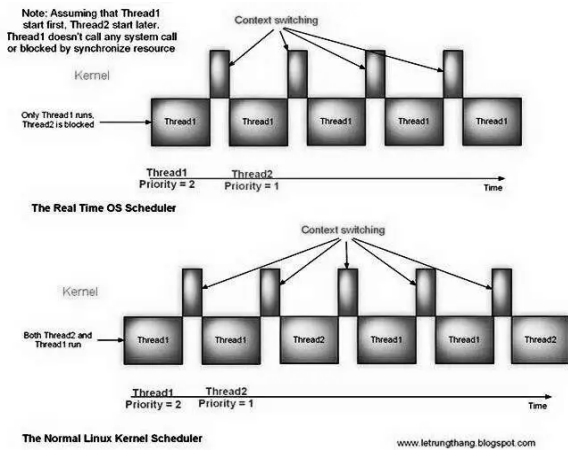 Note: Assuming that Thread1
start first, Thread2 start later.
Thread1 doesn't call any system call
or blocked by synchronize resource
Context switching
Kernel
Only Thread1 runs,
Thread2 is blocked
Thread1
Thread1
Thread1
Thread1
Thread1
Thread1
Priority = 2
Thread2
Priority = 1
Time
The Real Time OS Scheduler
Context switching
Kernel
Both Thread2 and
Thread1 run
Thread1
Thread1
Thread2
Thread1
Thread1
Thread2
Thread1
Priority = 2
Thread2
Priority = 1
Time
The Normal Linux Kernel Scheduler
www.letrungthang.blogspot.com